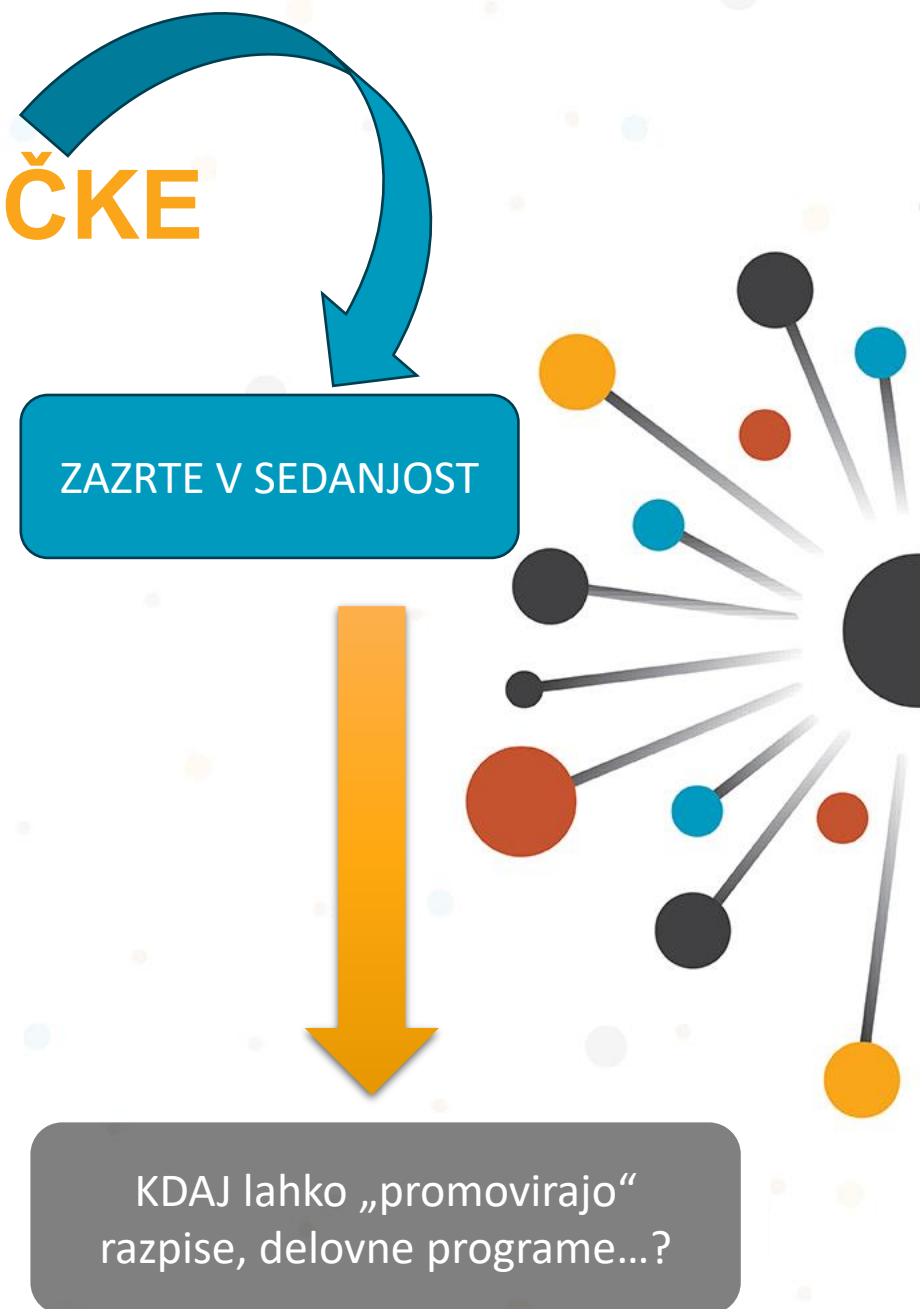 ČKE
ZAZRTE V SEDANJOST
KDAJ lahko „promovirajo“
razpise, delovne programe…?